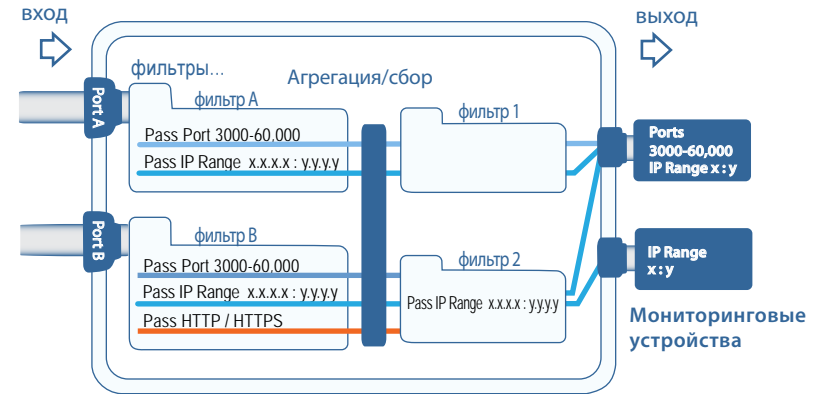 вход
выход
фильтры...
Агрегация/сбор
Port A
фильтр A
Pass Port 3000-60,000
Pass IP Range x.x.x.x : y.y.y.y
фильтр 1
Ports
3000-60,000
IP Range x : y
Port B
фильтр B
Pass Port 3000-60,000
Pass IP Range x.x.x.x : y.y.y.y
Pass HTTP / HTTPS
фильтр 2
Pass IP Range x.x.x.x : y.y.y.y
IP Range
x : y
Мониторинговые
устройства